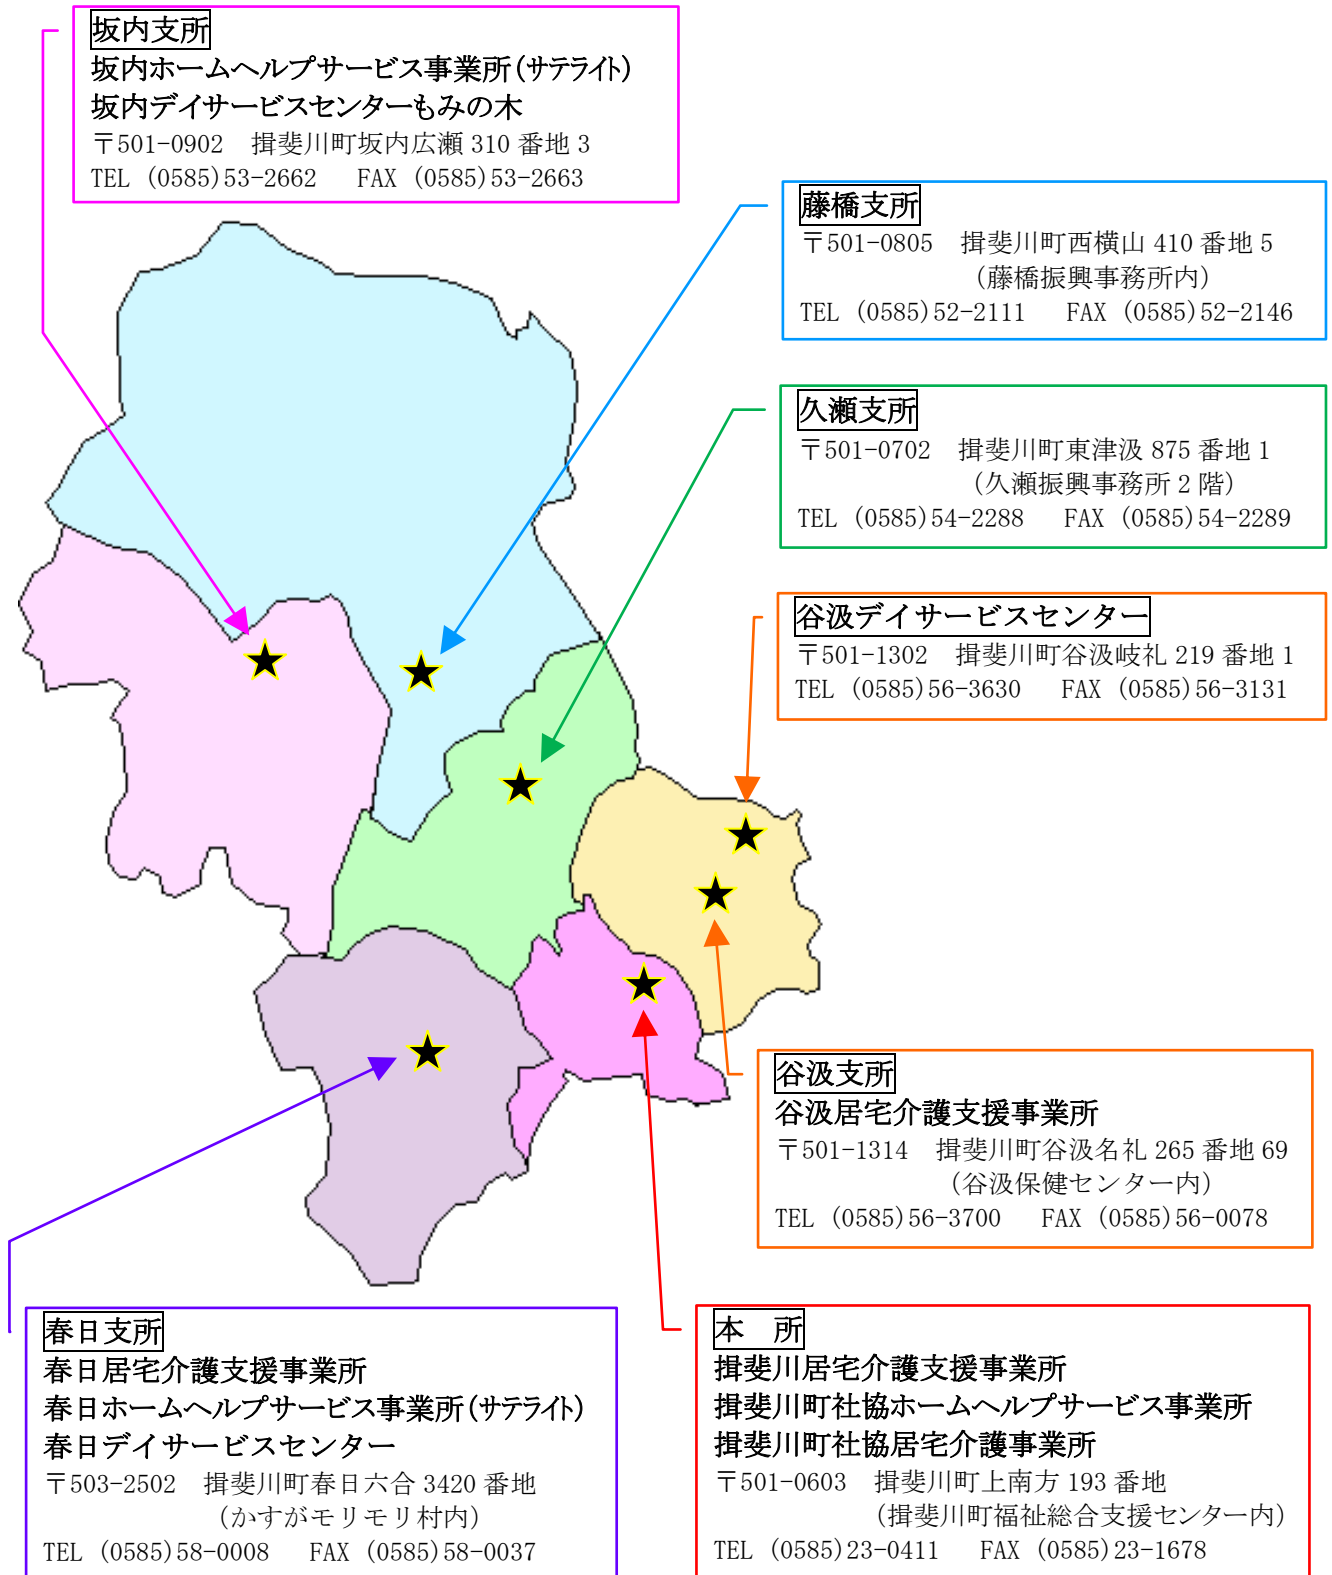 坂内支所
坂内ホームヘルプサービス事業所(サテライト)
坂内デイサービスセンターもみの木
〒501-0902　揖斐川町坂内広瀬 310 番地 3
TEL (0585)53-2662　FAX (0585)53-2663
藤橋支所
〒501-0805　揖斐川町西横山 410 番地 5
(藤橋振興事務所内)
TEL (0585)52-2111　FAX (0585)52-2146
久瀬支所
〒501-0702　揖斐川町東津汲 875 番地 1
(久瀬振興事務所 2 階)
TEL (0585)54-2288　FAX (0585)54-2289
谷汲デイサービスセンター
〒501-1302　揖斐川町谷汲岐礼 219 番地 1
TEL (0585)56-3630　FAX (0585)56-3131
谷汲支所
谷汲居宅介護支援事業所
〒501-1314　揖斐川町谷汲名礼 265 番地 69
(谷汲保健センター内)
TEL (0585)56-3700　FAX (0585)56-0078
春日支所
春日居宅介護支援事業所
春日ホームヘルプサービス事業所(サテライト)
春日デイサービスセンター
〒503-2502　揖斐川町春日六合 3420 番地
(かすがモリモリ村内)
TEL (0585)58-0008　FAX (0585)58-0037
本　所
揖斐川居宅介護支援事業所
揖斐川町社協ホームヘルプサービス事業所
揖斐川町社協居宅介護事業所
〒501-0603　揖斐川町上南方 193 番地
(揖斐川町福祉総合支援センター内)
TEL (0585)23-0411　FAX (0585)23-1678